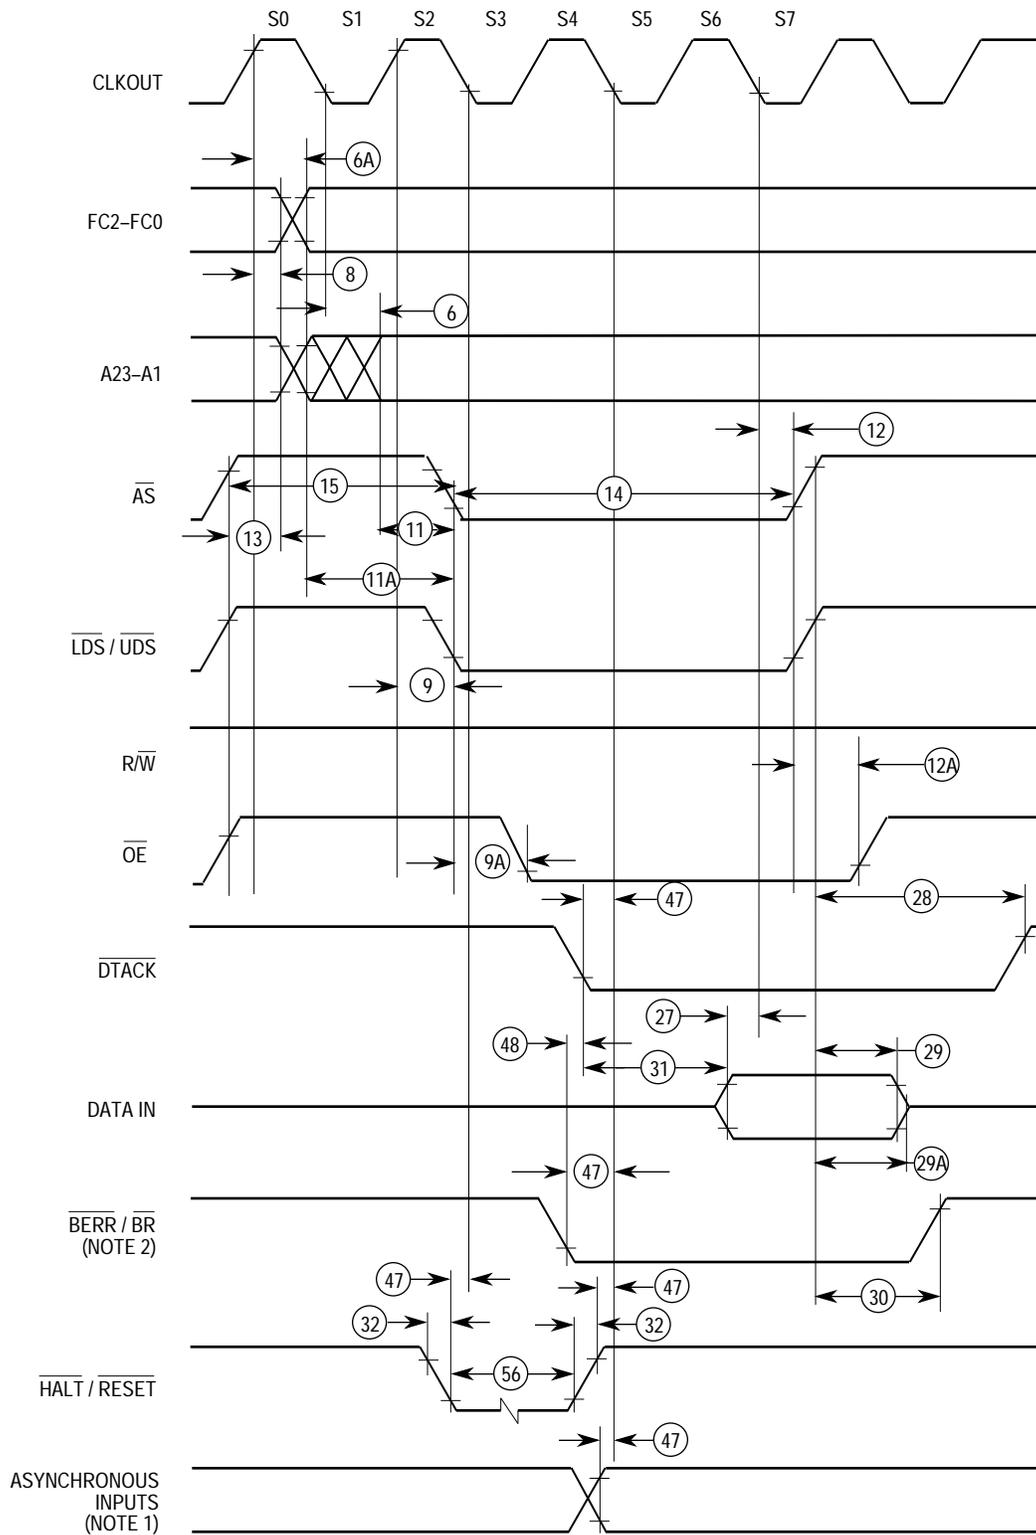 S0 S1 S2 S3 S4 S5 S6 S7
CLKOUT
6A
FC2–FC0
8
6
A23–A1
12
AS
15
14
13
11
11A
LDS / UDS
9
R/W
12A
OE
9A
47
28
DTACK
27
48
31
29
DATA IN
29A
47
BERR / BR
(NOTE 2)
47
47
30
32
32
HALT / RESET
56
47
ASYNCHRONOUS
INPUTS
(NOTE 1)